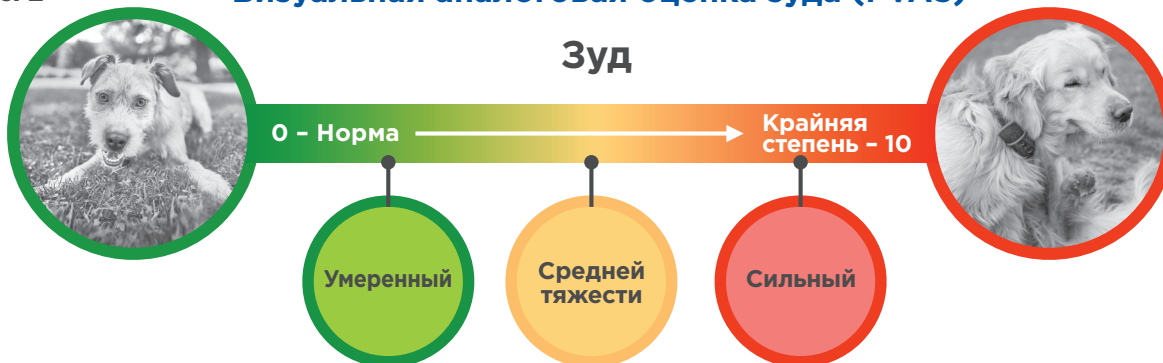 Зуд
0 – Норма
Крайняя
степень – 10
Умеренный
Средней
тяжести
Сильный